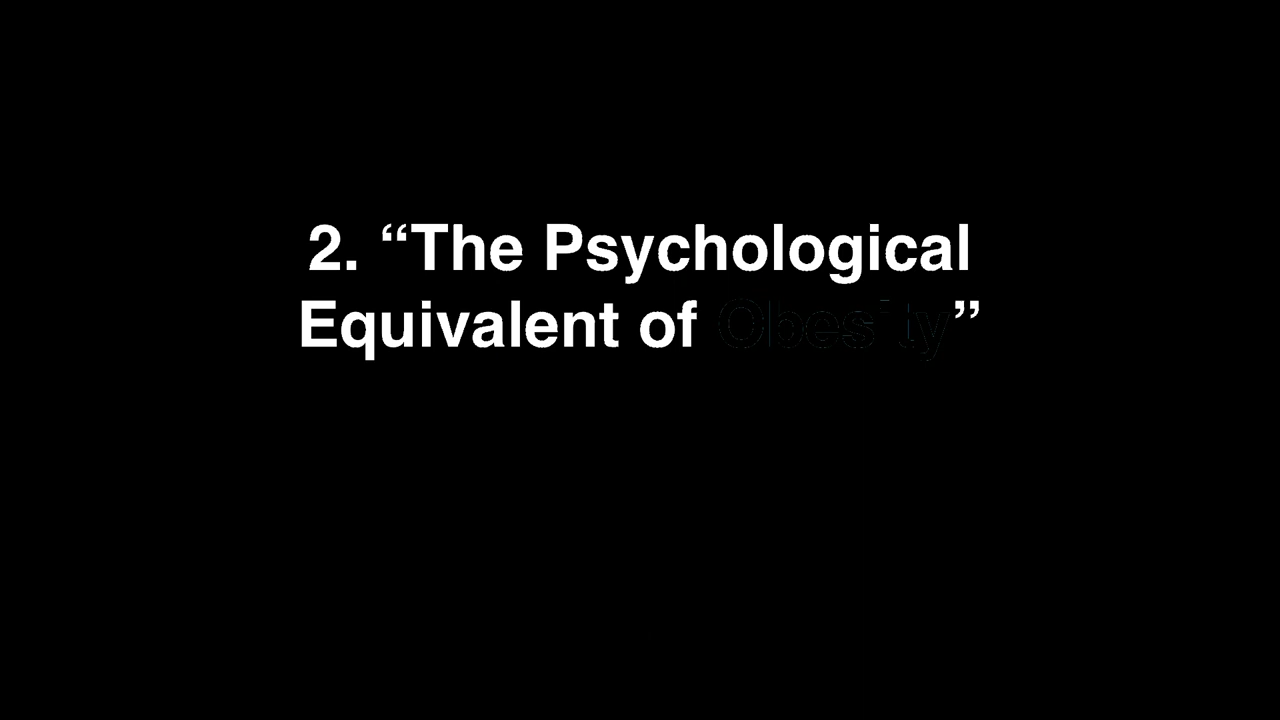 2. “The Psychological
Equivalent of Obesity”